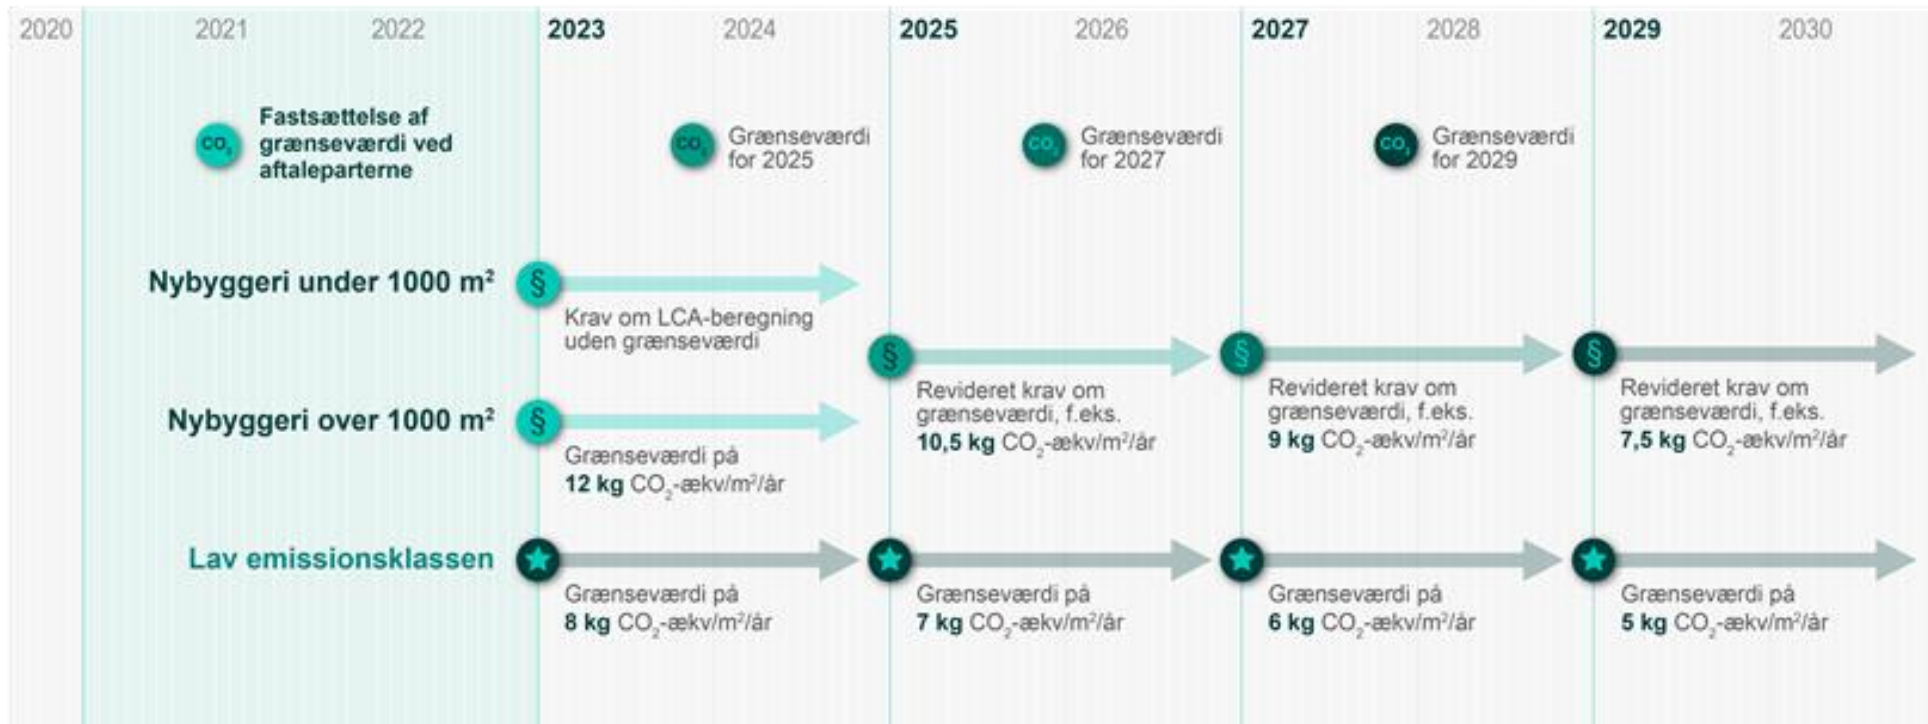 2020 2021 2022 2023 2024 2025 2026 2027 2028 2029 2030
CO₂
Fastsættelse af
grænseværdi ved
aftaleparterne
CO₂
Grænseværdi
for 2025
CO₂
Grænseværdi
for 2027
CO₂
Grænseværdi
for 2029
Nybyggeri under 1000 m²
§
Krav om LCA-beregning
uden grænseværdi
Nybyggeri over 1000 m²
§
Grænseværdi på
12 kg CO₂-ækv/m²/år
§
Revideret krav om
grænseværdi, f.eks.
10,5 kg CO₂-ækv/m²/år
§
Revideret krav om
grænseværdi, f.eks.
9 kg CO₂-ækv/m²/år
§
Revideret krav om
grænseværdi, f.eks.
7,5 kg CO₂-ækv/m²/år
Lav emissionsklassen
Grænseværdi på
8 kg CO₂-ækv/m²/år
Grænseværdi på
7 kg CO₂-ækv/m²/år
Grænseværdi på
6 kg CO₂-ækv/m²/år
Grænseværdi på
5 kg CO₂-ækv/m²/år